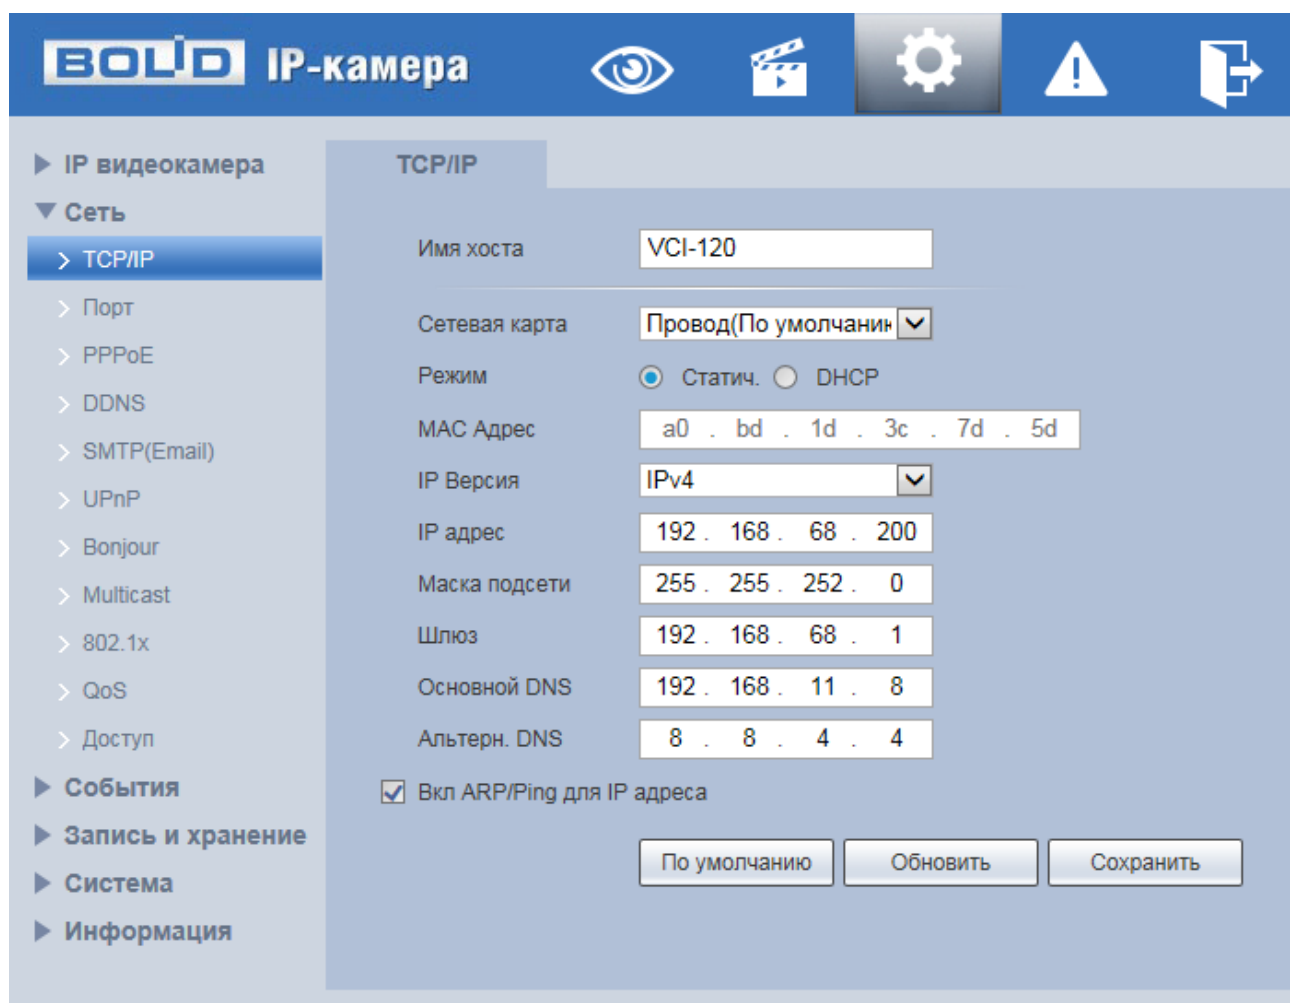 BOLID IP-камера
IP видеокамера
Сеть
TCP/IP
Порт
PPPoE
DDNS
SMTP(Email)
UPnP
Bonjour
Multicast
802.1x
QoS
Доступ
События
Запись и хранение
Система
Информация
TCP/IP
Имя хоста VCI-120
Сетевая карта Провод(По умолчанию
Режим Статич. DHCP
MAC Адрес a0 . bd . 1d . 3c . 7d . 5d
IP Версия IPv4
IP адрес 192 . 168 . 68 . 200
Маска подсети 255 . 255 . 252 . 0
Шлюз 192 . 168 . 68 . 1
Основной DNS 192 . 168 . 11 . 8
Альтерн. DNS 8 . 8 . 4 . 4
Вкл ARP/Ping для IP адреса
По умолчанию Обновить Сохранить